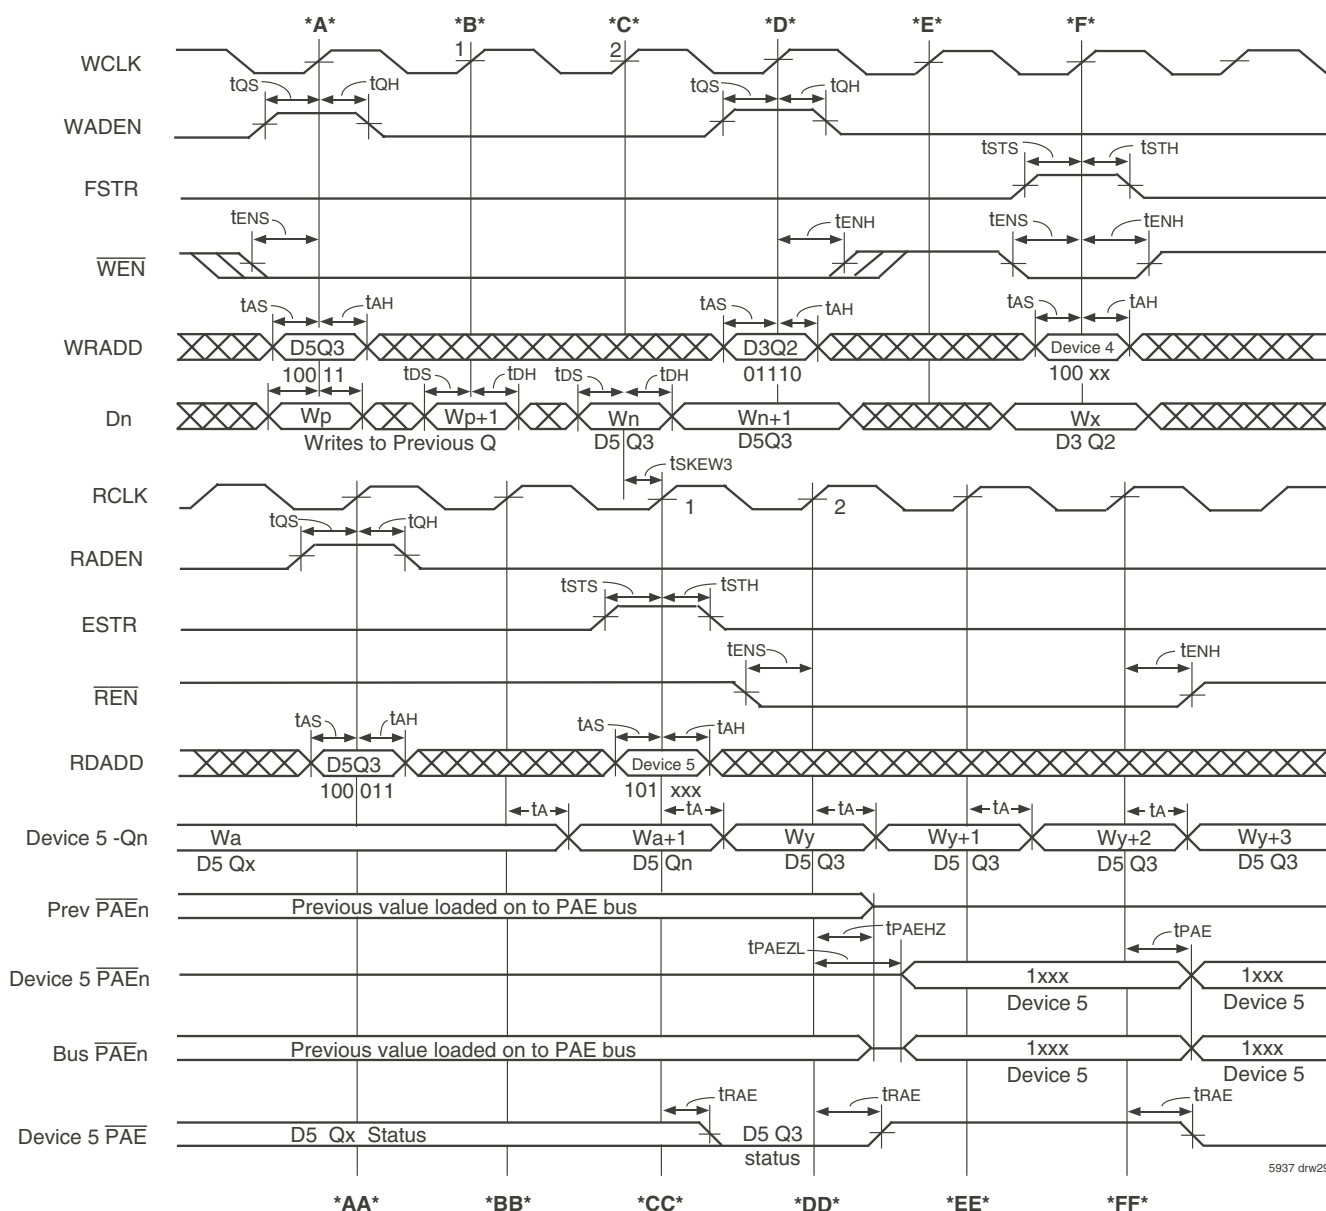 *A* *B* *C* *D* *E* *F*
WCLK 1 2
tQS tQH tQS tQH
WADEN
tSTS tSTH
FSTR
tENS tENH tENS tENH
WEN
tAS tAH tAS tAH tAS tAH
WRADD D5Q3 D3Q2 Device 4
100 11 01110 100 xx
tDS tDH tDS tDH
Dn Wp Wp+1 Wn Wn+1 Wx
Writes to Previous Q D5 Q3 D5Q3 D3 Q2
tSKEW3
RCLK 1 2
tQS tQH
RADEN
tSTS tSTH
ESTR
tENS tENH
REN
tAS tAH tAS tAH
RDADD D5Q3 Device 5
100 011 101 xxx
tA tA tA tA tA
Device 5 -Qn Wa Wa+1 Wy Wy+1 Wy+2 Wy+3
D5 Qx D5 Qn D5 Q3 D5 Q3 D5 Q3 D5 Q3
Prev PAEn Previous value loaded on to PAE bus
tPAEHZ tPAE
tPAEZL
Device 5 PAEn 1xxx 1xxx
Device 5 Device 5
Bus PAEn Previous value loaded on to PAE bus 1xxx 1xxx
Device 5 Device 5
tRAE tRAE tRAE
Device 5 PAE D5 Qx Status D5 Q3
status
5937 drw29
*AA* *BB* *CC* *DD* *EE* *FF*